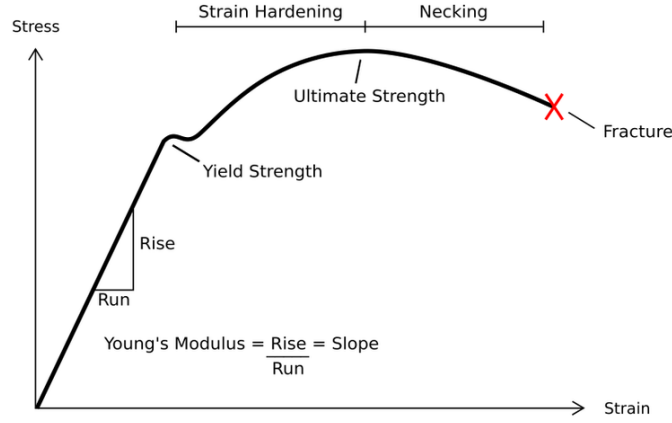 Strain Hardening
Necking
Stress
Ultimate Strength
Fracture
Yield Strength
Rise
Run
Young's Modulus = Rise = Slope
Run
Strain